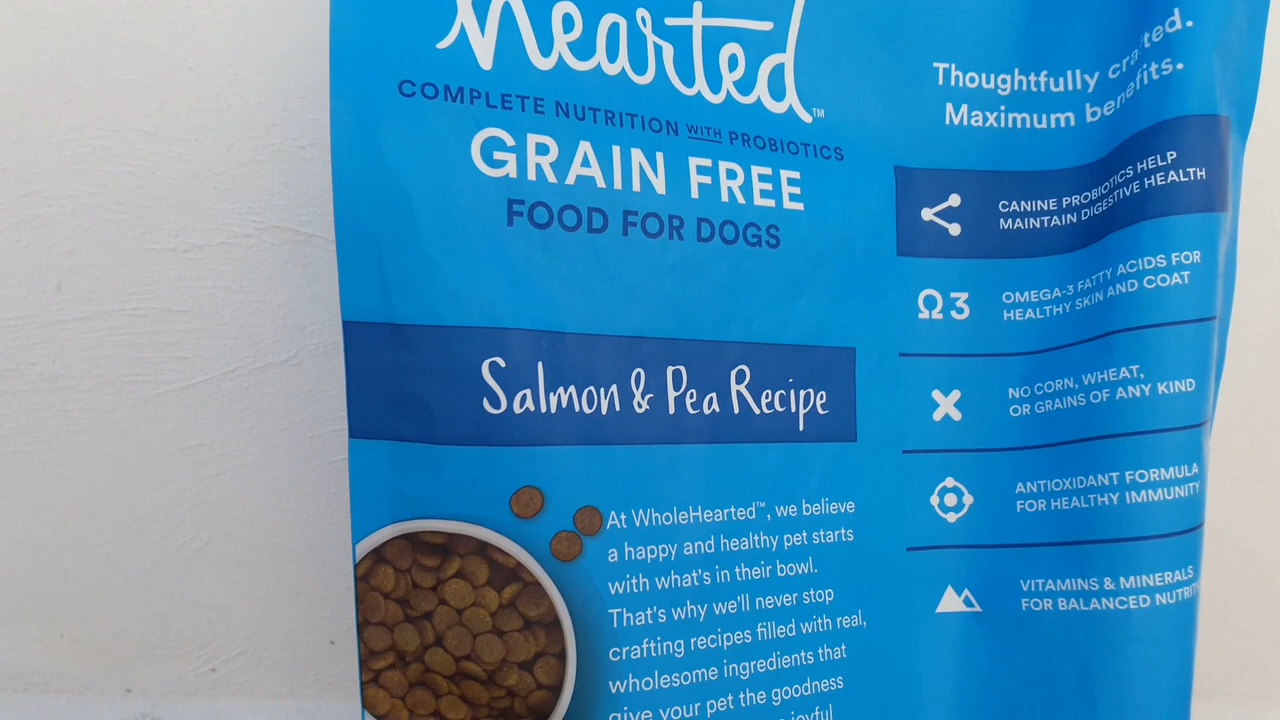 hearted™
COMPLETE NUTRITION WITH PROBIOTICS
GRAIN FREE
FOOD FOR DOGS
Salmon & Pea Recipe
At WholeHearted™, we believe
a happy and healthy pet starts
with what's in their bowl.
That's why we'll never stop
crafting recipes filled with real,
wholesome ingredients that
give your pet the goodness
joyful
Thoughtfully crafted.
Maximum benefits.
CANINE PROBIOTICS HELP
MAINTAIN DIGESTIVE HEALTH
Ω3
OMEGA-3 FATTY ACIDS FOR
HEALTHY SKIN AND COAT
NO CORN, WHEAT,
OR GRAINS OF ANY KIND
ANTIOXIDANT FORMULA
FOR HEALTHY IMMUNITY
VITAMINS & MINERALS
FOR BALANCED